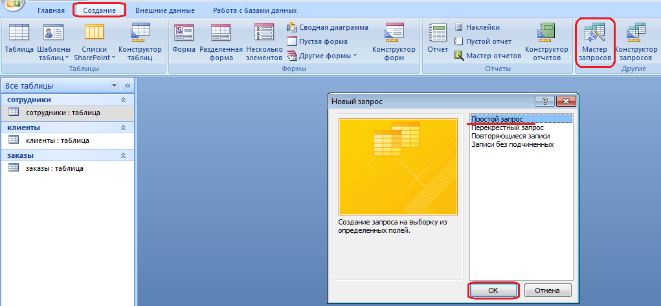 Главная Создание Внешние данные Работа с базами данных
Таблица Шаблоны таблиц Списки SharePoint Конструктор таблиц
Таблицы
Форма Разделенная форма Несколько элементов Сводная диаграмма Пустая форма Другие формы Конструктор форм
Формы
Отчет Наклейки Пустой отчет Мастер отчетов Конструктор отчетов
Отчеты
Мастер запросов Конструктор запросов
Другие
Все таблицы
сотрудники
сотрудники : таблица
клиенты
клиенты : таблица
заказы
заказы : таблица
Новый запрос
Простой запрос
Перекрестный запрос
Повторяющиеся записи
Записи без подчиненных
Создание запроса на выборку из
определенных полей.
OK Отмена